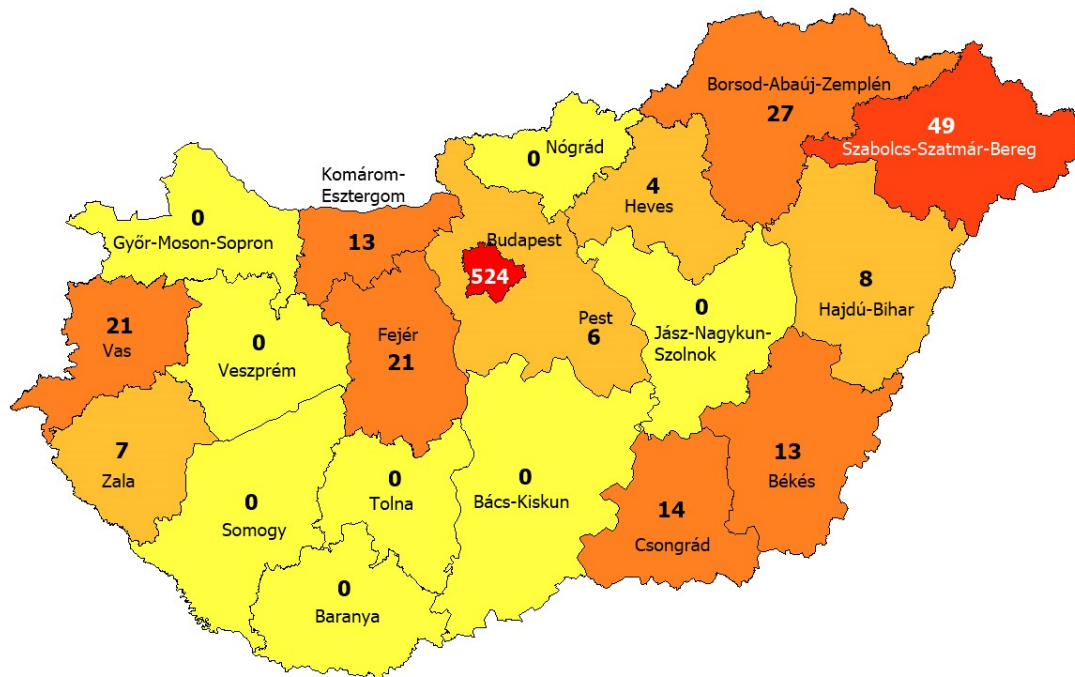 Borsod-Abaúj-Zemplén
27
49
Szabolcs-Szatmár-Bereg
0 Nógrád
Komárom-
Esztergom
4
Heves
0
Győr-Moson-Sopron
13
Budapest
524
8
Hajdú-Bihar
21
Vas
0
Veszprém
Fejér
21
Pest
6
0
Jász-Nagykun-
Szolnok
7
Zala
0
Somogy
0
Tolna
0
Bács-Kiskun
14
Csongrád
13
Békés
0
Baranya